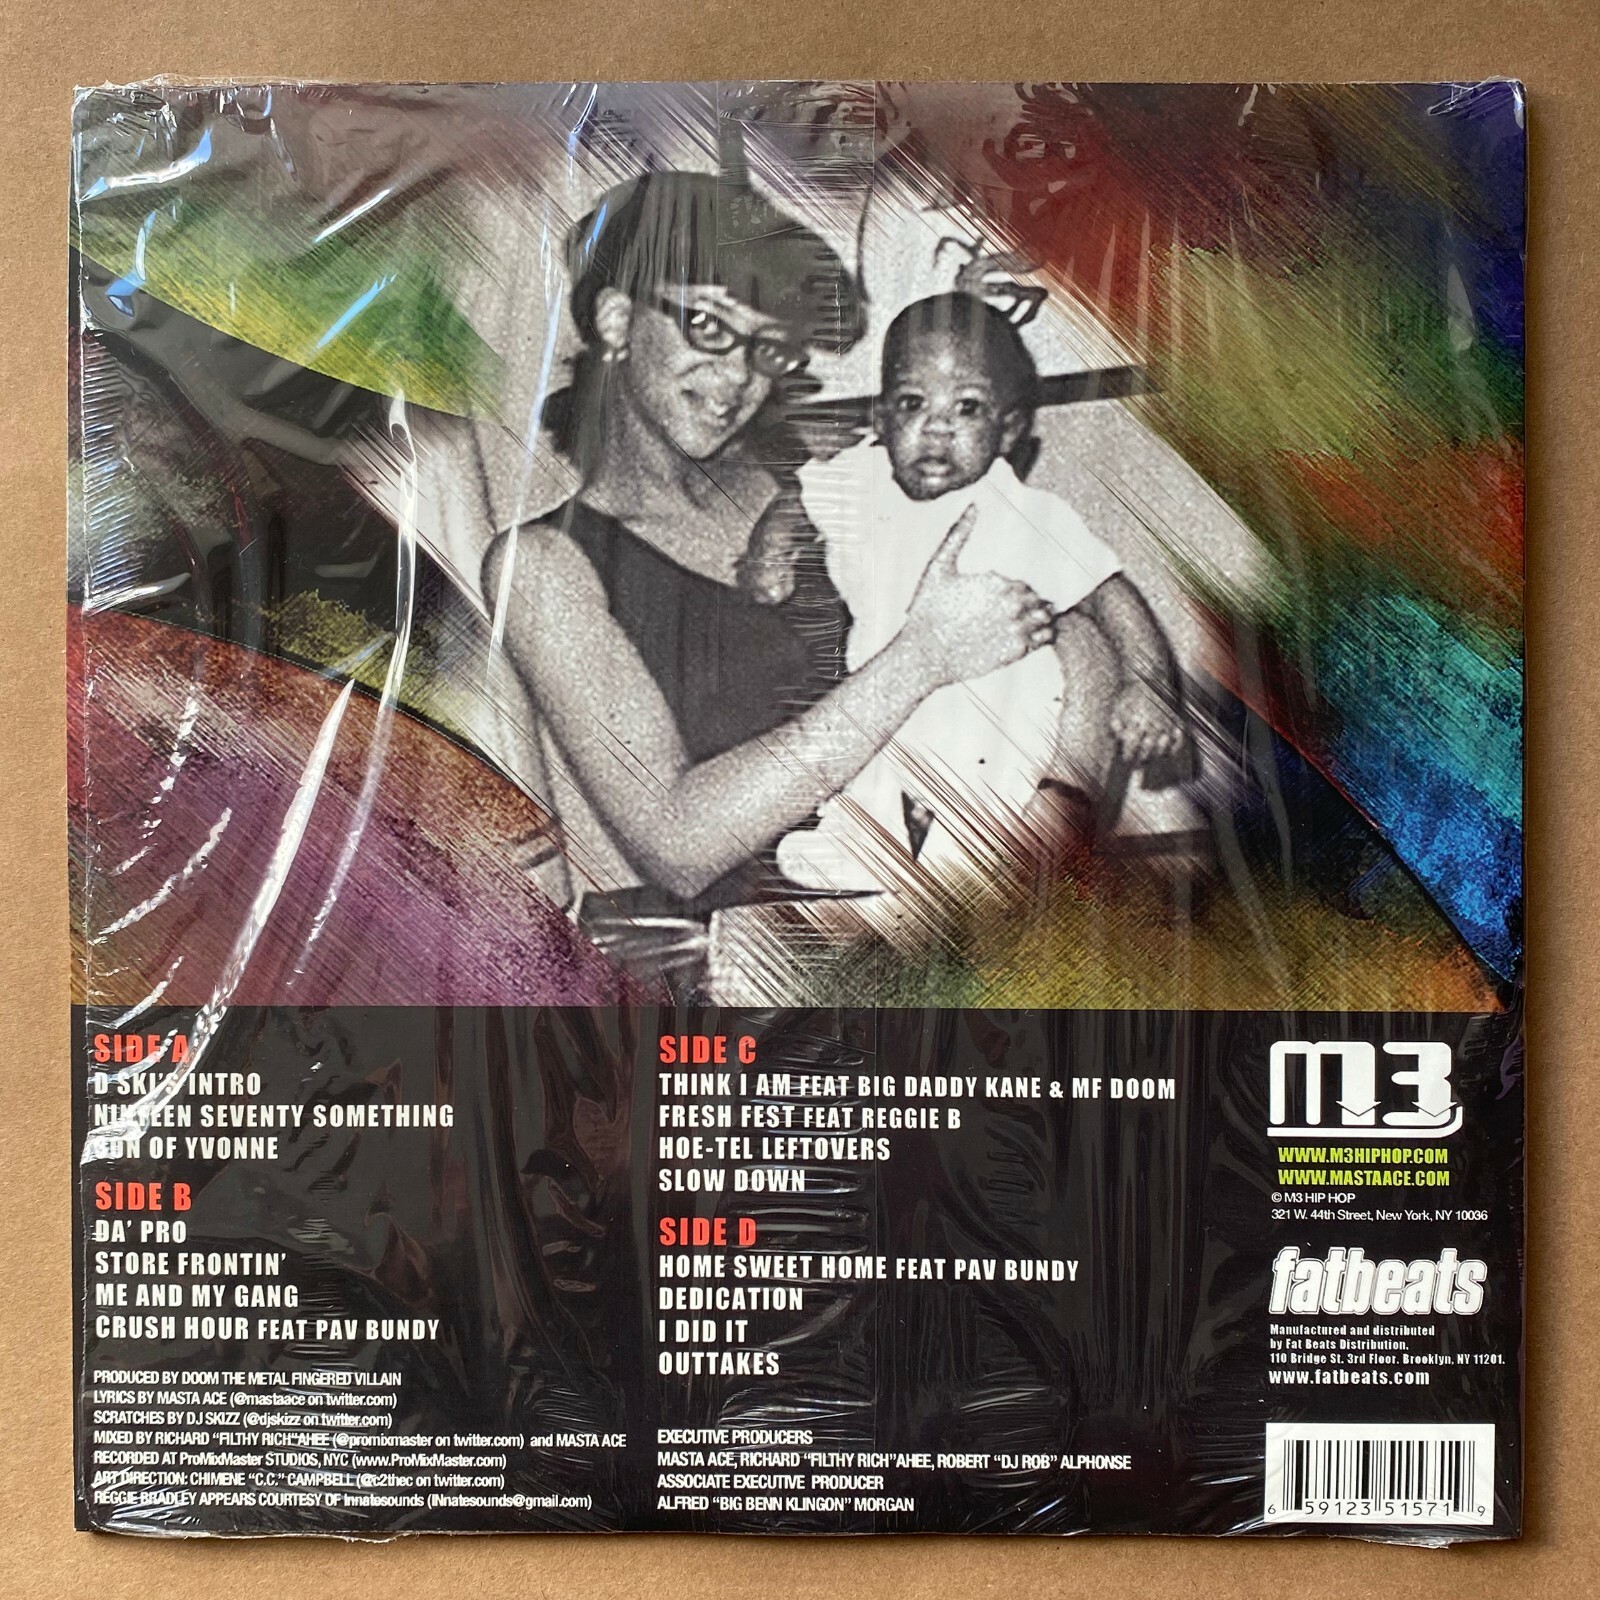 SIDE A
D SKI'S INTRO
NINTEEN SEVENTY SOMETHING
SON OF YVONNE
SIDE B
DA' PRO
STORE FRONTIN'
ME AND MY GANG
CRUSH HOUR FEAT PAV BUNDY
PRODUCED BY DOOM THE METAL FINGERED VILLAIN
LYRICS BY MASTA ACE (@mastaace on twitter.com)
SCRATCHES BY DJ SKIZZ (@djskizz on twitter.com)
MIXED BY RICHARD "FILTHY RICH"AHEE (@promixmaster on twitter.com) and MASTA ACE
RECORDED AT ProMixMaster STUDIOS, NYC (www.ProMixMaster.com)
ART DIRECTION: CHIMENE "C.C." CAMPBELL (@c2thec on twitter.com)
REGGIE BRADLEY APPEARS COURTESY OF Innatesounds (INnatesounds@gmail.com)
SIDE C
THINK I AM FEAT BIG DADDY KANE & MF DOOM
FRESH FEST FEAT REGGIE B
HOE-TEL LEFTOVERS
SLOW DOWN
SIDE D
HOME SWEET HOME FEAT PAV BUNDY
DEDICATION
I DID IT
OUTTAKES
EXECUTIVE PRODUCERS
MASTA ACE, RICHARD "FILTHY RICH"AHEE, ROBERT "DJ ROB" ALPHONSE
ASSOCIATE EXECUTIVE PRODUCER
ALFRED "BIG BENN KLINGON" MORGAN
M3
WWW.M3HIPHOP.COM
WWW.MASTAACE.COM
© M3 HIP HOP
321 W. 44th Street, New York, NY 10036
fatbeats
Manufactured and distributed
by Fat Beats Distribution.
110 Bridge St. 3rd Floor. Brooklyn, NY 11201.
www.fatbeats.com
6 59123 51571 9